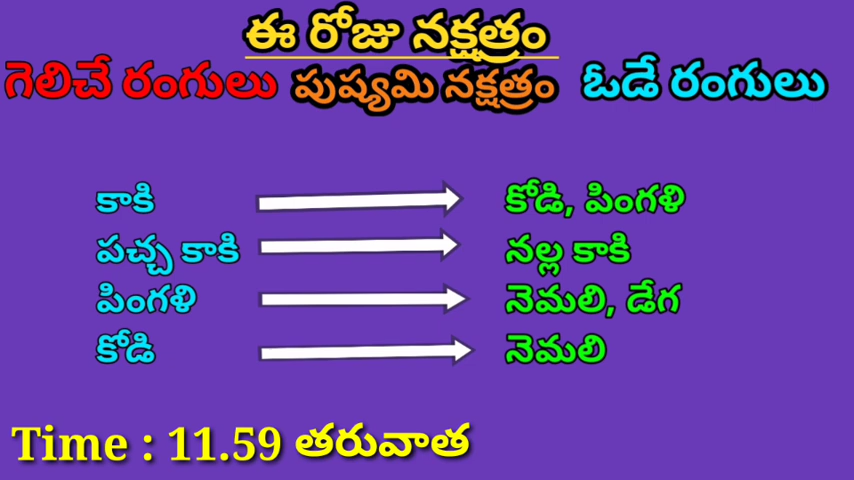 ఈ రోజు నక్షత్రం
గెలిచే రంగులు పుష్యమి నక్షత్రం ఓడే రంగులు
కాకి కోడి, పింగళి
పచ్చ కాకి నల్ల కాకి
పింగళి నెమలి, డేగ
కోడి నెమలి
Time : 11.59 తరువాత